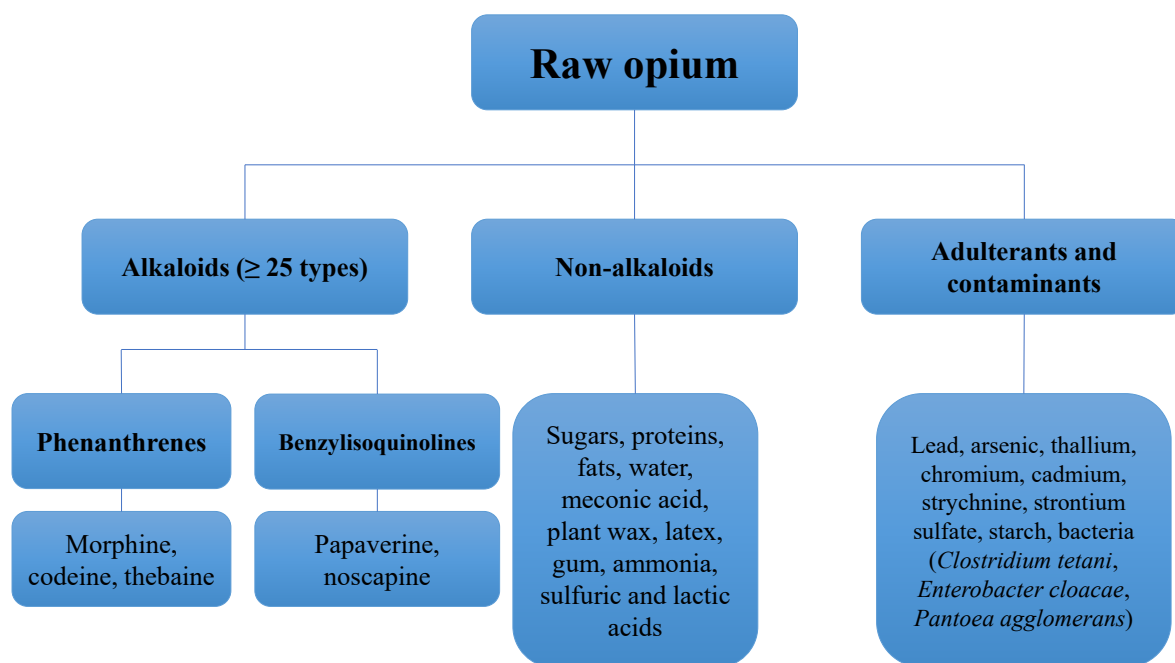 Raw opium
Alkaloids (≥ 25 types)
Non-alkaloids
Adulterants and
contaminants
Phenanthrenes
Benzylisoquinolines
Morphine,
codeine, thebaine
Papaverine,
noscapine
Sugars, proteins,
fats, water,
meconic acid,
plant wax, latex,
gum, ammonia,
sulfuric and lactic
acids
Lead, arsenic, thallium,
chromium, cadmium,
strychnine, strontium
sulfate, starch, bacteria
(Clostridium tetani,
Enterobacter cloacae,
Pantoea agglomerans)